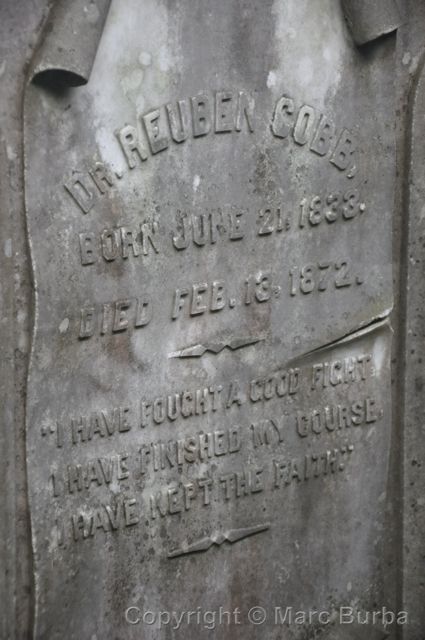 DR. REUBEN COBB,
BORN JUNE 21, 1838.
DIED FEB. 13, 1872.
"I HAVE FOUGHT A GOOD FIGHT
I HAVE FINISHED MY COURSE,
I HAVE KEPT THE FAITH."
Copyright © Marc Burba